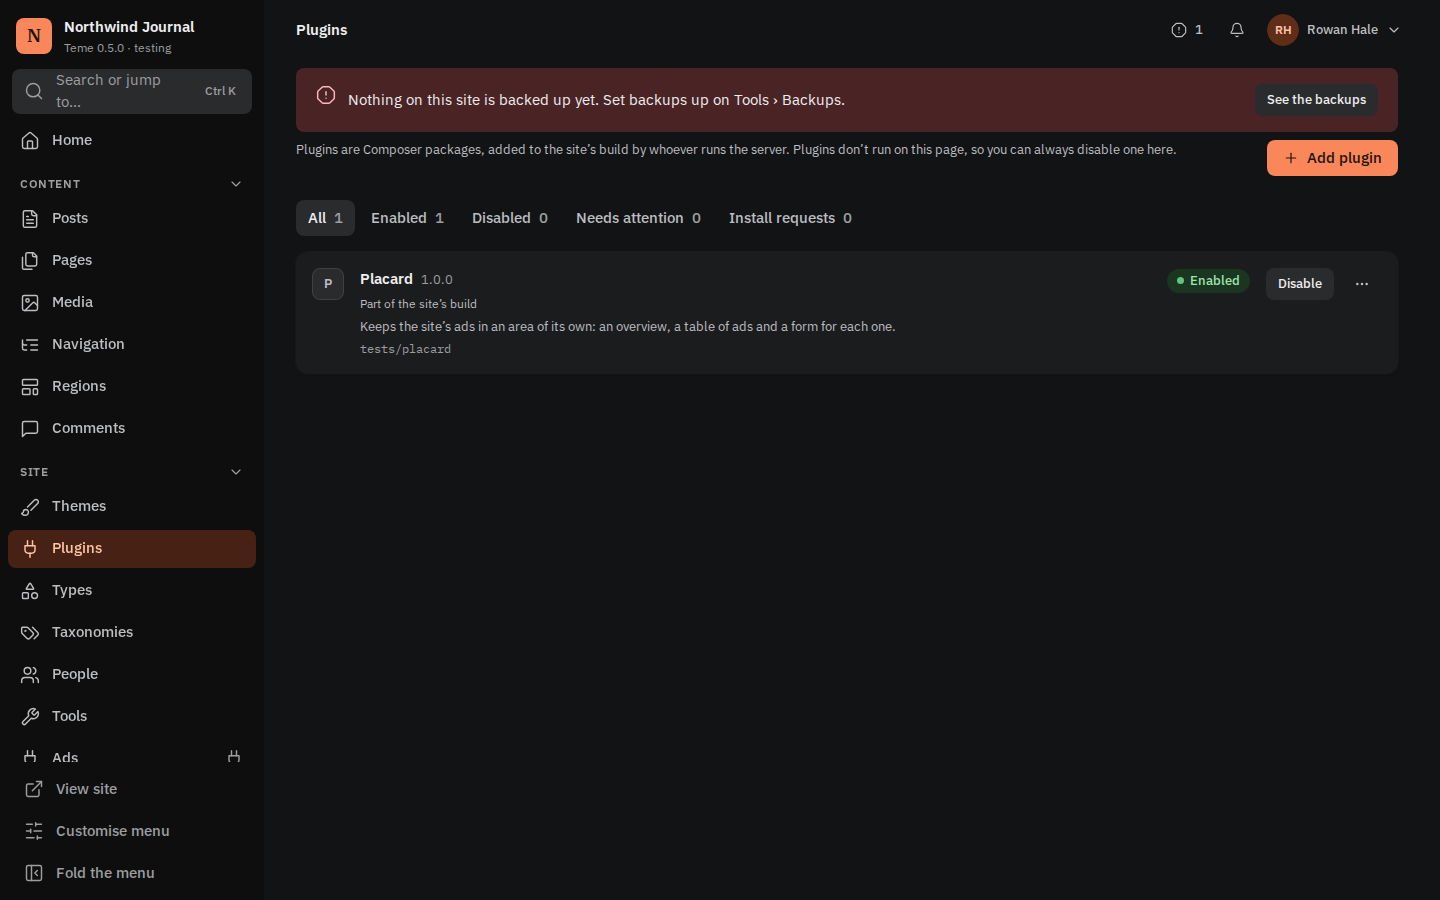 N
Northwind Journal
Teme 0.5.0 · testing
Search or jump to...
Ctrl K
Home
CONTENT
Posts
Pages
Media
Navigation
Regions
Comments
SITE
Themes
Plugins
Types
Taxonomies
People
Tools
Ads
View site
Customise menu
Fold the menu
Plugins
1
RH
Rowan Hale
Nothing on this site is backed up yet. Set backups up on Tools › Backups.
See the backups
Plugins are Composer packages, added to the site’s build by whoever runs the server. Plugins don’t run on this page, so you can always disable one here.
Add plugin
All 1
Enabled 1
Disabled 0
Needs attention 0
Install requests 0
P
Placard 1.0.0
Part of the site’s build
Keeps the site’s ads in an area of its own: an overview, a table of ads and a form for each one.
tests/placard
Enabled
Disable